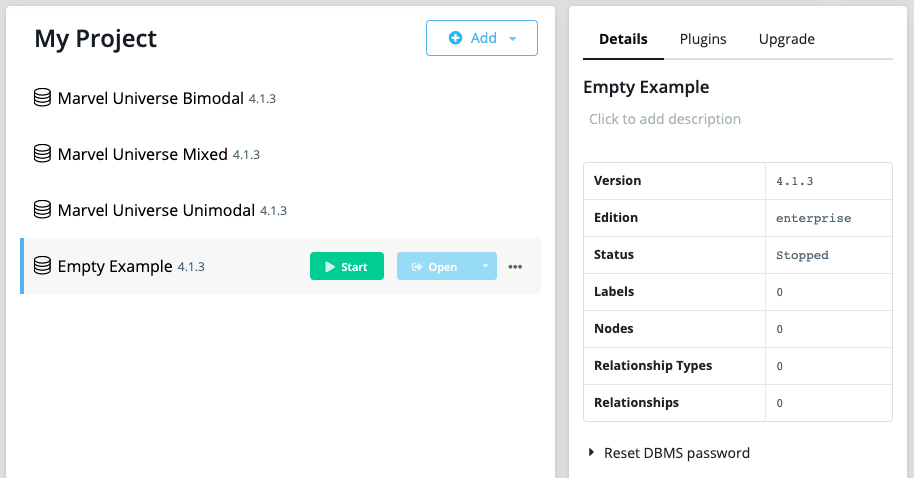 My Project
Add
Marvel Universe Bimodal 4.1.3
Marvel Universe Mixed 4.1.3
Marvel Universe Unimodal 4.1.3
Empty Example 4.1.3 Start Open
Details Plugins Upgrade
Empty Example
Click to add description
Version 4.1.3
Edition enterprise
Status Stopped
Labels 0
Nodes 0
Relationship Types 0
Relationships 0
Reset DBMS password